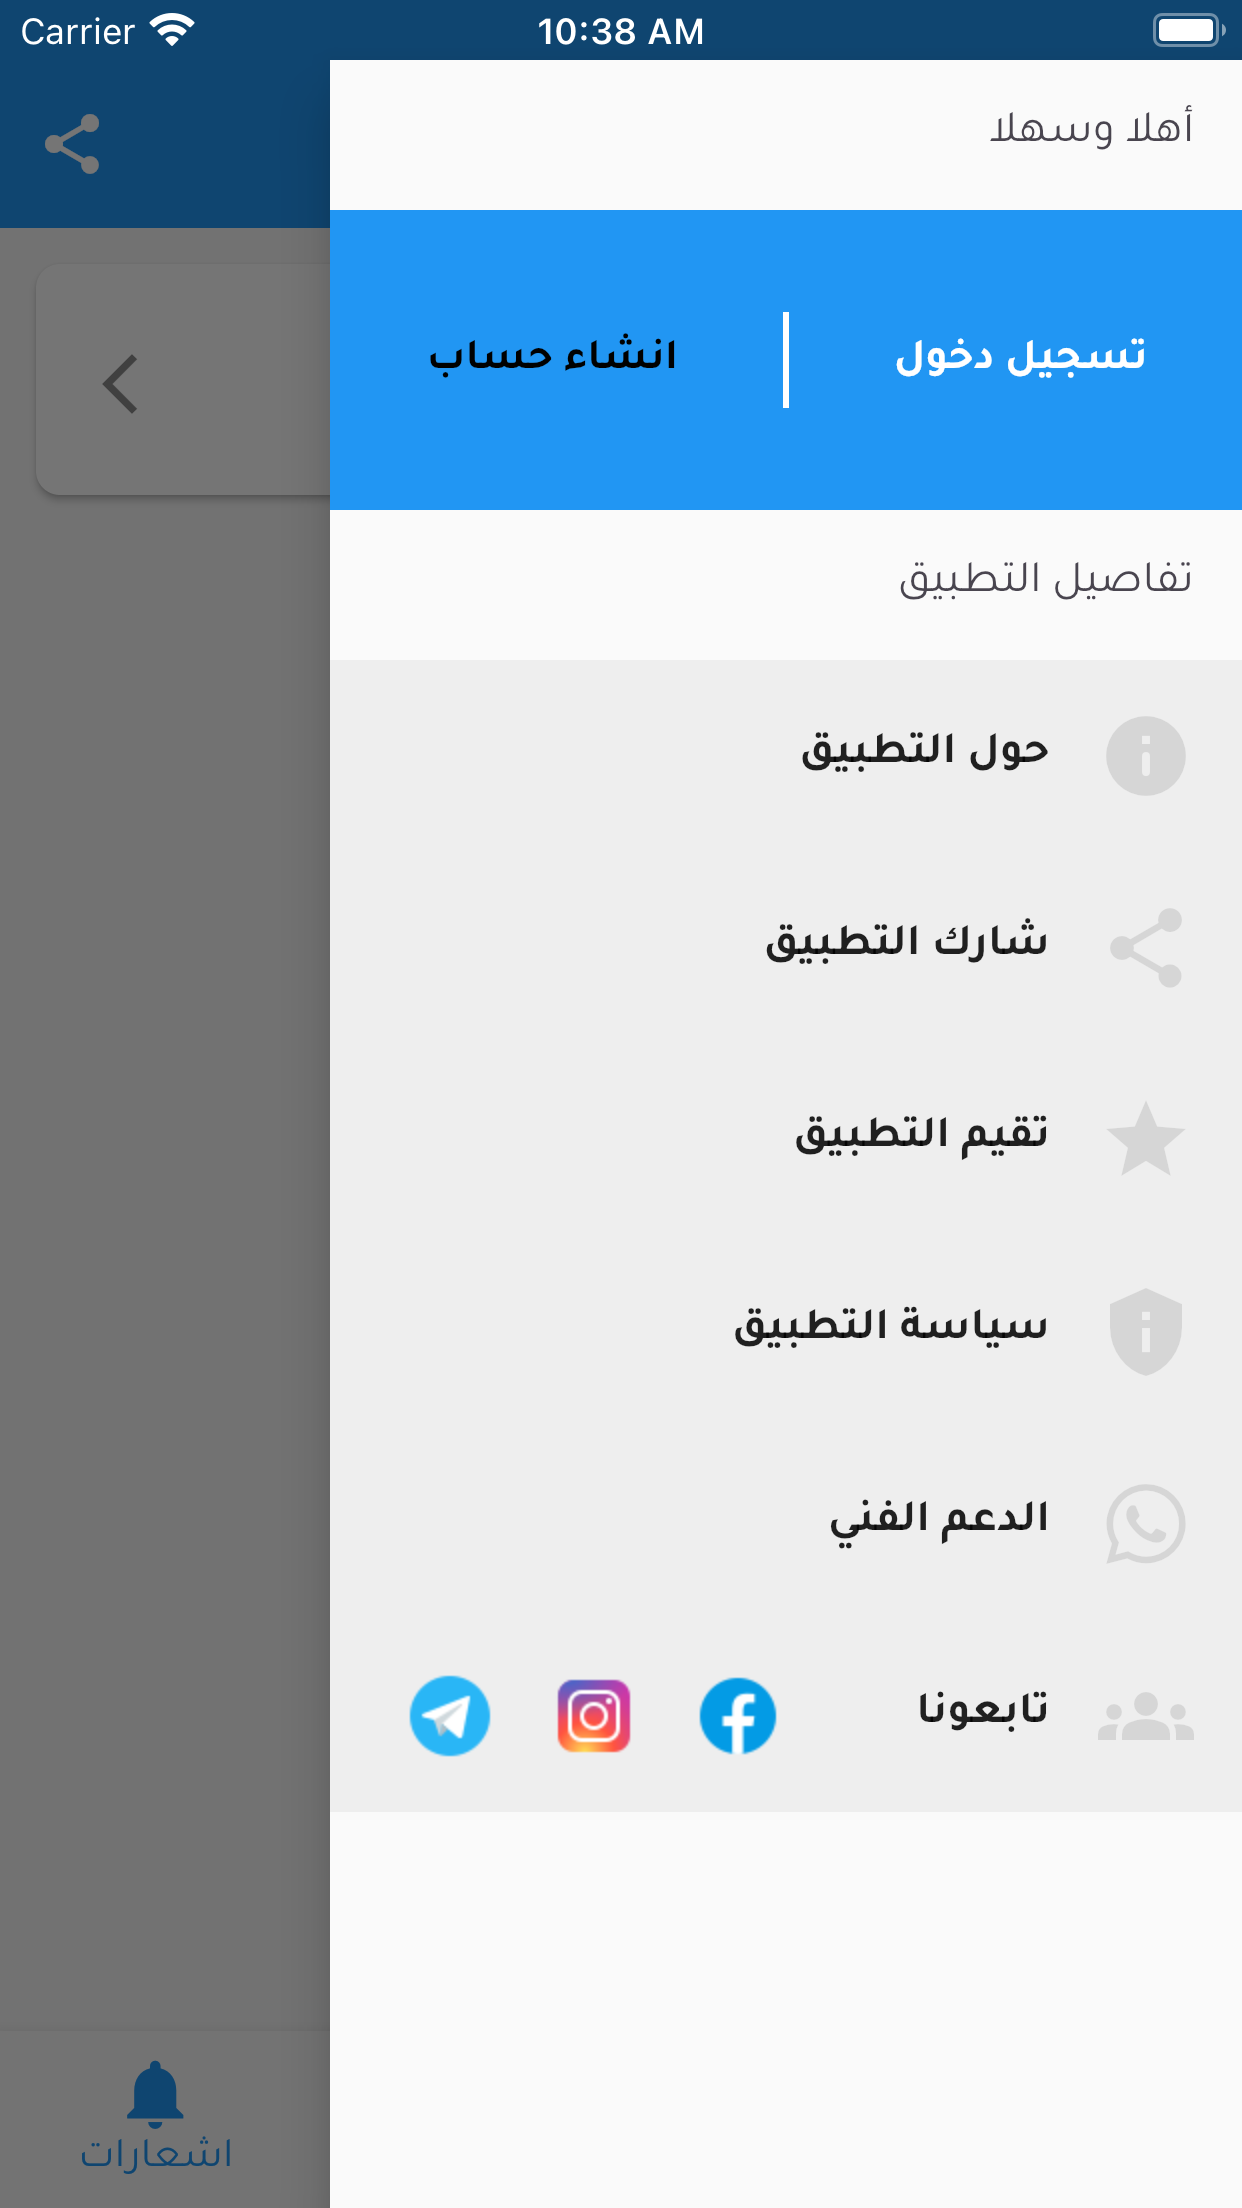 Carrier 10:38 AM
أهلا وسهلا
تسجيل دخول
انشاء حساب
تفاصيل التطبيق
حول التطبيق
شارك التطبيق
تقيم التطبيق
سياسة التطبيق
الدعم الفني
تابعونا
اشعارات